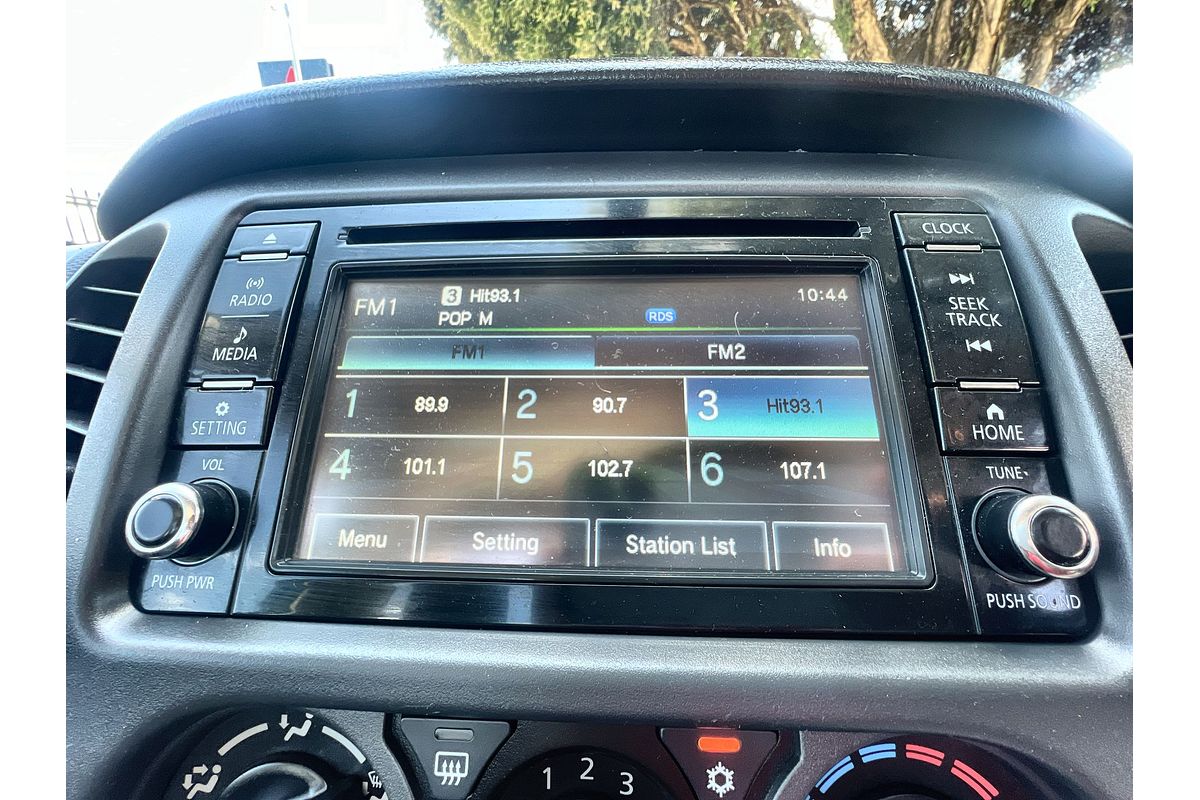 CLOCK
RADIO
MEDIA
SETTING
VOL
PUSH PWR
FM1 3 Hit93.1 10:44
POP M RDS
FM1 FM2
1 89.9 2 90.7 3 Hit93.1
4 101.1 5 102.7 6 107.1
Menu Setting Station List Info
SEEK
TRACK
HOME
TUNE
PUSH SOUND
1 2 3